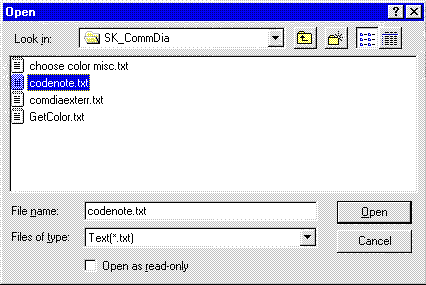 Open
Look in: SK_CommDia
choose color misc.txt
codenote.txt
comdiaexterr.txt
GetColor.txt
File name: codenote.txt Open
Files of type: Text(*.txt) Cancel
Open as read-only